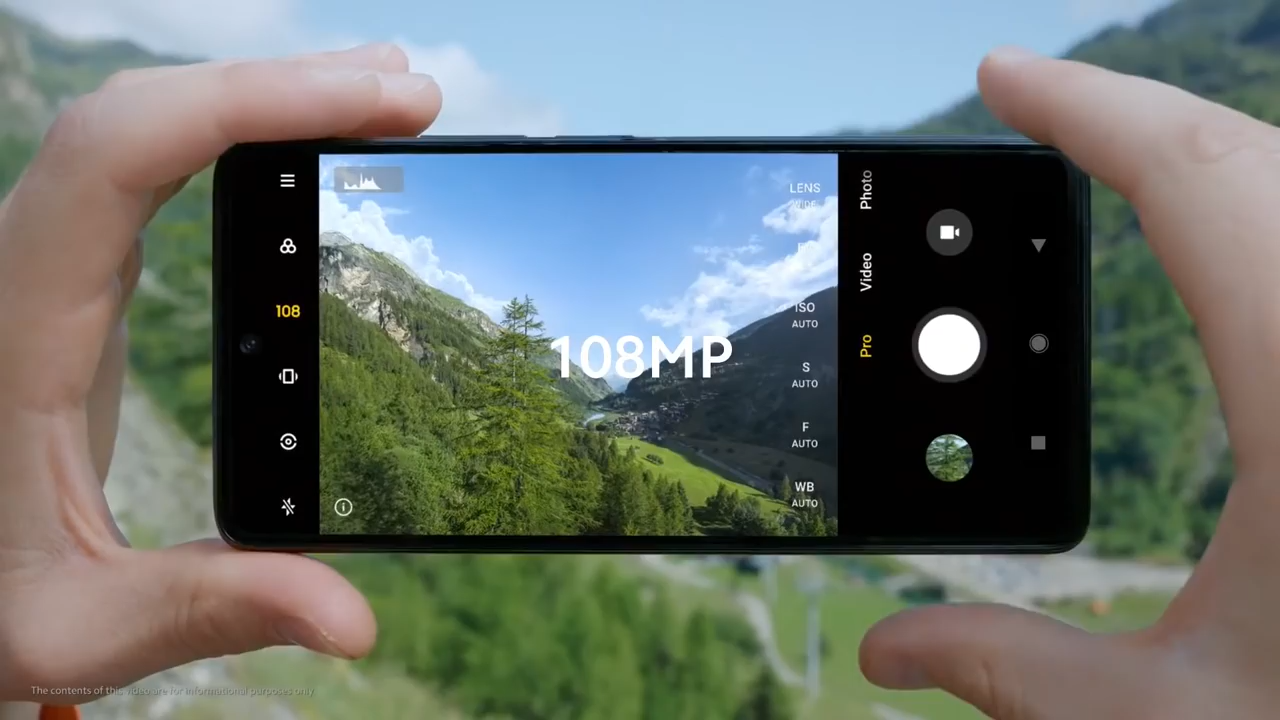 108
LENS
WIDE
ISO
AUTO
S
AUTO
F
AUTO
WB
AUTO
Photo
Video
Pro
108MP
The contents of this video are for informational purposes only